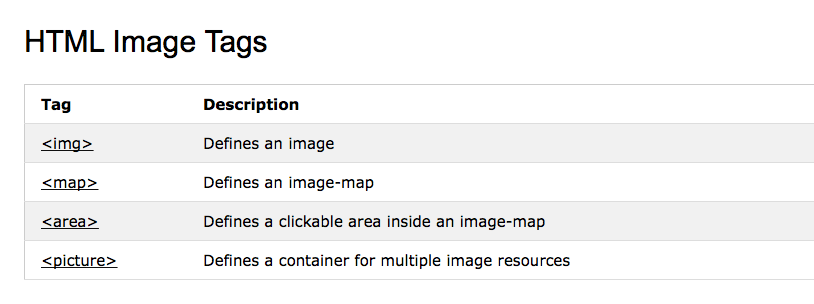 HTML Image Tags
Tag Description
<img> Defines an image
<map> Defines an image-map
<area> Defines a clickable area inside an image-map
<picture> Defines a container for multiple image resources